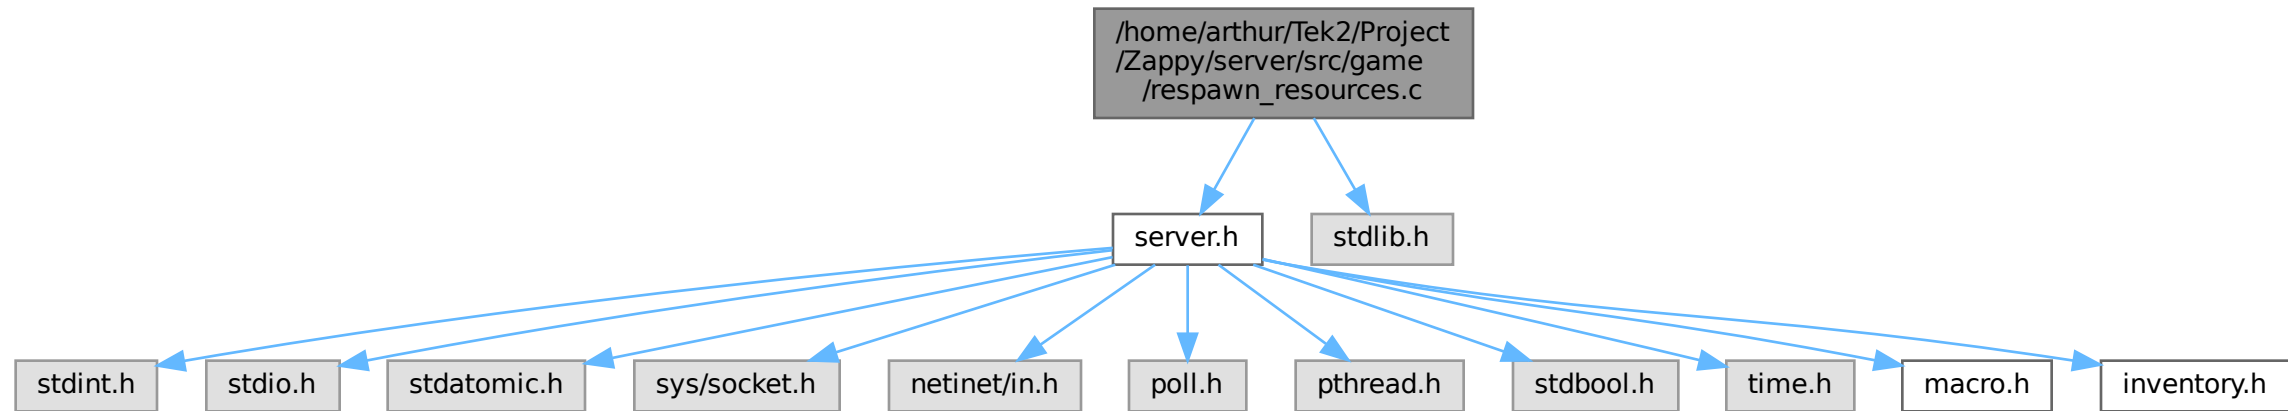 /home/arthur/Tek2/Project
/Zappy/server/src/game
/respawn_resources.c
server.h
stdlib.h
stdint.h
stdio.h
stdatomic.h
sys/socket.h
netinet/in.h
poll.h
pthread.h
stdbool.h
time.h
macro.h
inventory.h